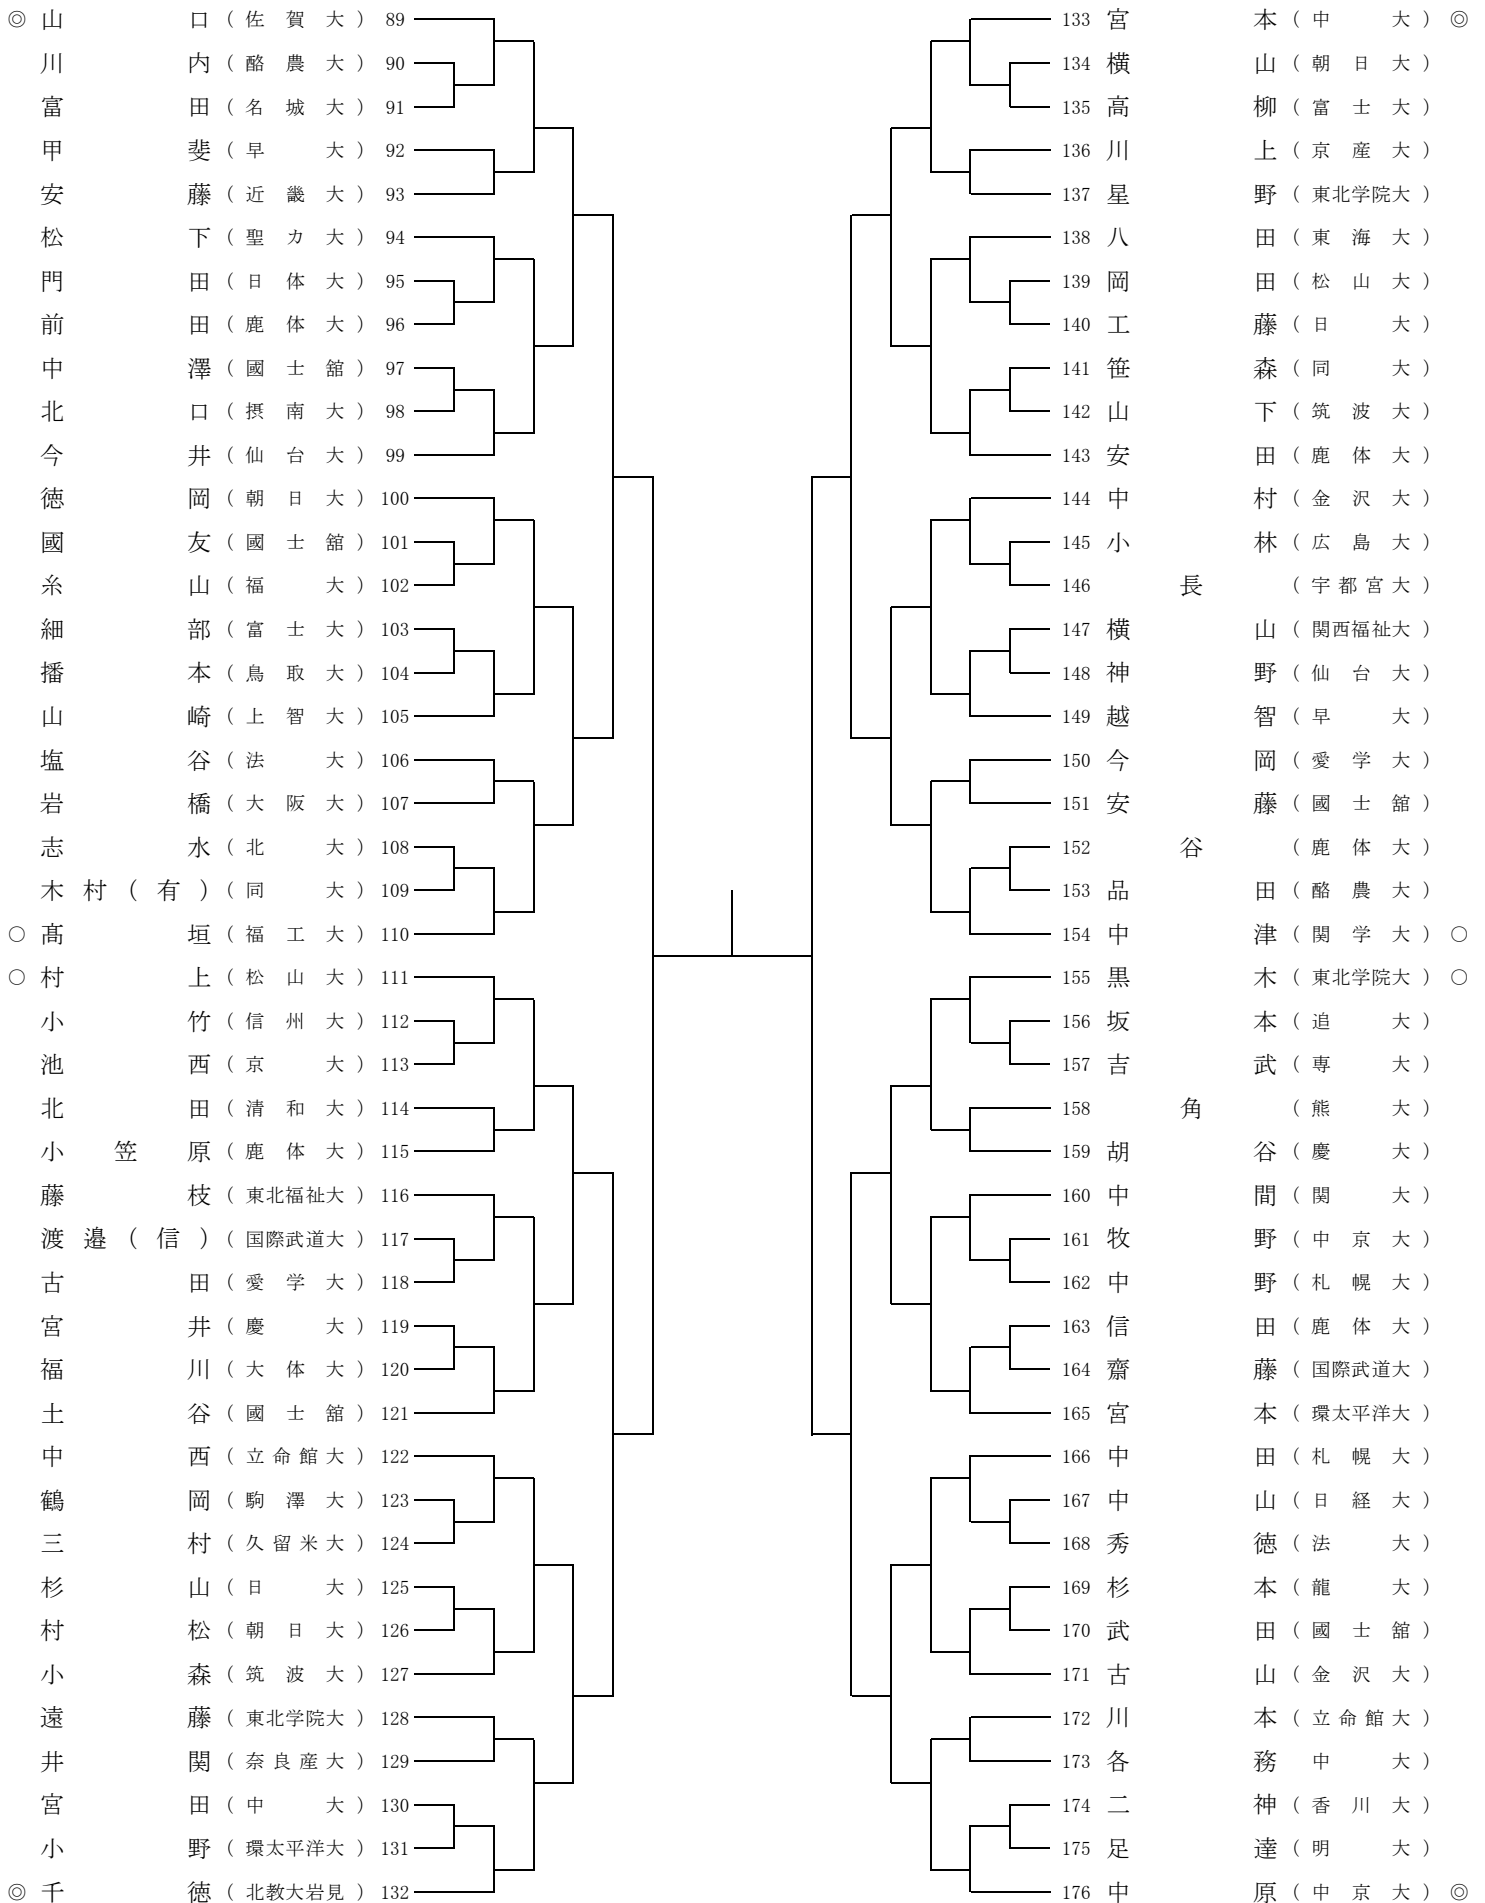 ◎ 山口（佐賀大）89
川内（酪農大）90
富田（名城大）91
甲斐（早大）92
安藤（近畿大）93
松下（聖カ大）94
門田（日体大）95
前田（鹿体大）96
中澤（國士舘）97
北口（摂南大）98
今井（仙台大）99
徳岡（朝日大）100
國友（國士舘）101
糸山（福大）102
細部（富士大）103
播本（鳥取大）104
山崎（上智大）105
塩谷（法大）106
岩橋（大阪大）107
志水（北大）108
木村(有)（同大）109
○ 髙垣（福工大）110
○ 村上（松山大）111
小竹（信州大）112
池西（京大）113
北田（清和大）114
小笠原（鹿体大）115
藤枝（東北福祉大）116
渡邉(信)（国際武道大）117
古田（愛学大）118
宮井（慶大）119
福川（大体大）120
土谷（國士舘）121
中西（立命館大）122
鶴岡（駒澤大）123
三村（久留米大）124
杉山（日大）125
村松（朝日大）126
小森（筑波大）127
遠藤（東北学院大）128
井関（奈良産大）129
宮田（中大）130
小野（環太平洋大）131
◎ 千徳（北教大岩見）132
133 宮本（中大）◎
134 横山（朝日大）
135 高柳（富士大）
136 川上（京産大）
137 星野（東北学院大）
138 八田（東海大）
139 岡田（松山大）
140 工藤（日大）
141 笹森（同大）
142 山下（筑波大）
143 安田（鹿体大）
144 中村（金沢大）
145 小林（広島大）
146 長（宇都宮大）
147 横山（関西福祉大）
148 神野（仙台大）
149 越智（早大）
150 今岡（愛学大）
151 安藤（國士舘）
152 谷（鹿体大）
153 品田（酪農大）
154 中津（関学大）○
155 黒木（東北学院大）○
156 坂本（追大）
157 吉武（専大）
158 角（熊大）
159 胡谷（慶大）
160 中間（関大）
161 牧野（中京大）
162 中野（札幌大）
163 信田（鹿体大）
164 齋藤（国際武道大）
165 宮本（環太平洋大）
166 中田（札幌大）
167 中山（日経大）
168 秀徳（法大）
169 杉本（龍大）
170 武田（國士舘）
171 古山（金沢大）
172 川本（立命館大）
173 各務 中大）
174 二神（香川大）
175 足達（明大）
176 中原（中京大）◎